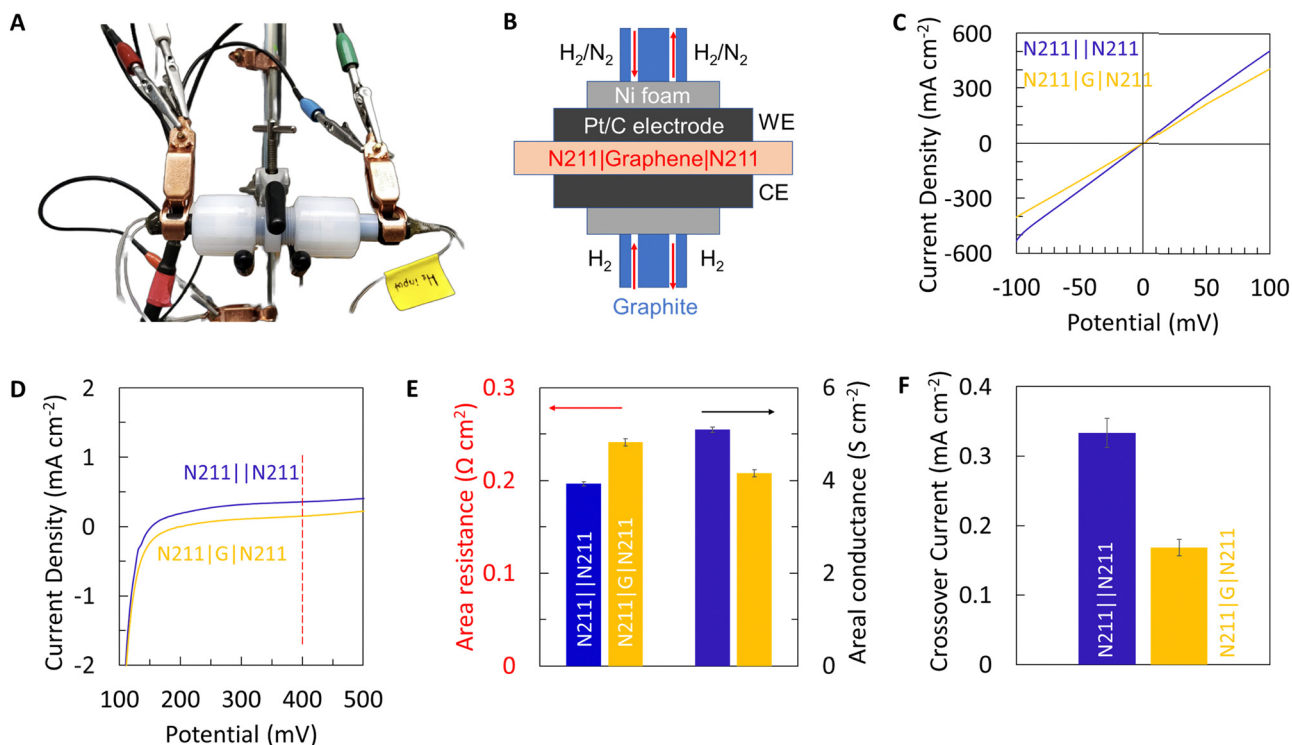 A
H₂ input
B
H₂/N₂ H₂/N₂
Ni foam
Pt/C electrode WE
N211|Graphene|N211
CE
H₂ H₂
Graphite
C
Current Density (mA cm⁻²)
600
300
0
-300
-600
N211||N211
N211|G|N211
-100 -50 0 50 100
Potential (mV)
D
Current Density (mA cm⁻²)
2
1
0
-1
-2
N211||N211
N211|G|N211
100 200 300 400 500
Potential (mV)
E
Area resistance (Ω cm²)
0.3
0.2
0.1
0
N211||N211
N211|G|N211
6
4
2
0
Areal conductance (S cm⁻²)
F
Crossover Current (mA cm⁻²)
0.4
0.3
0.2
0.1
0
N211||N211
N211|G|N211